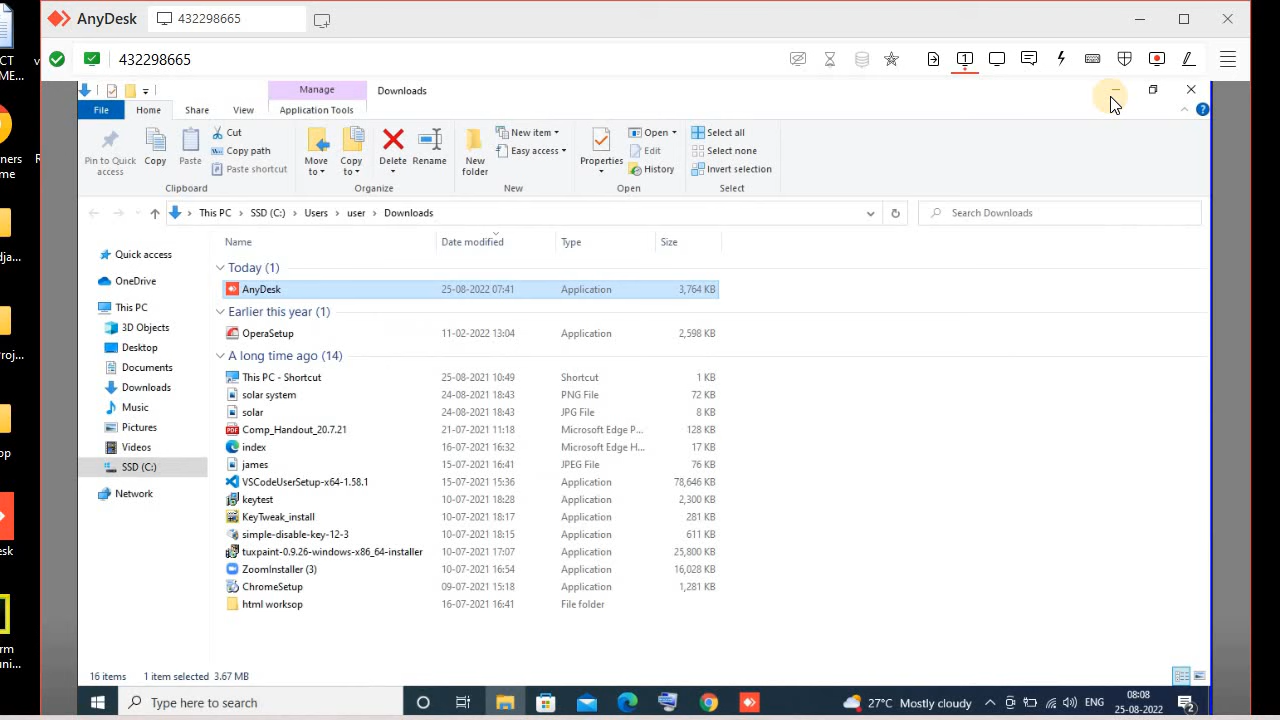 AnyDesk 432298665
432298665
Manage Downloads
File Home Share View Application Tools
Pin to Quick access
Copy
Paste
Cut
Copy path
Paste shortcut
Clipboard
Move to
Copy to
Delete
Rename
Organize
New folder
New item
Easy access
New
Properties
Open
Edit
History
Open
Select all
Select none
Invert selection
Select
This PC > SSD (C:) > Users > user > Downloads
Search Downloads
Quick access
OneDrive
This PC
3D Objects
Desktop
Documents
Downloads
Music
Pictures
Videos
SSD (C:)
Network
Name Date modified Type Size
Today (1)
AnyDesk 25-08-2022 07:41 Application 3,764 KB
Earlier this year (1)
OperaSetup 11-02-2022 13:04 Application 2,598 KB
A long time ago (14)
This PC - Shortcut 25-08-2021 10:49 Shortcut 1 KB
solar system 24-08-2021 18:43 PNG File 72 KB
solar 24-08-2021 18:43 JPG File 8 KB
Comp_Handout_20.7.21 21-07-2021 11:18 Microsoft Edge P... 128 KB
index 16-07-2021 16:32 Microsoft Edge H... 17 KB
james 15-07-2021 16:41 JPEG File 76 KB
VSCodeUserSetup-x64-1.58.1 15-07-2021 15:36 Application 78,646 KB
keytest 10-07-2021 18:28 Application 2,300 KB
KeyTweak_install 10-07-2021 18:17 Application 281 KB
simple-disable-key-12-3 10-07-2021 18:15 Application 611 KB
tuxpaint-0.9.26-windows-x86_64-installer 10-07-2021 17:07 Application 25,800 KB
ZoomInstaller (3) 10-07-2021 16:54 Application 16,028 KB
ChromeSetup 09-07-2021 15:18 Application 1,281 KB
html worksop 16-07-2021 16:41 File folder
16 items 1 item selected 3.67 MB
Type here to search
27°C Mostly cloudy
ENG
08:08
25-08-2022
2